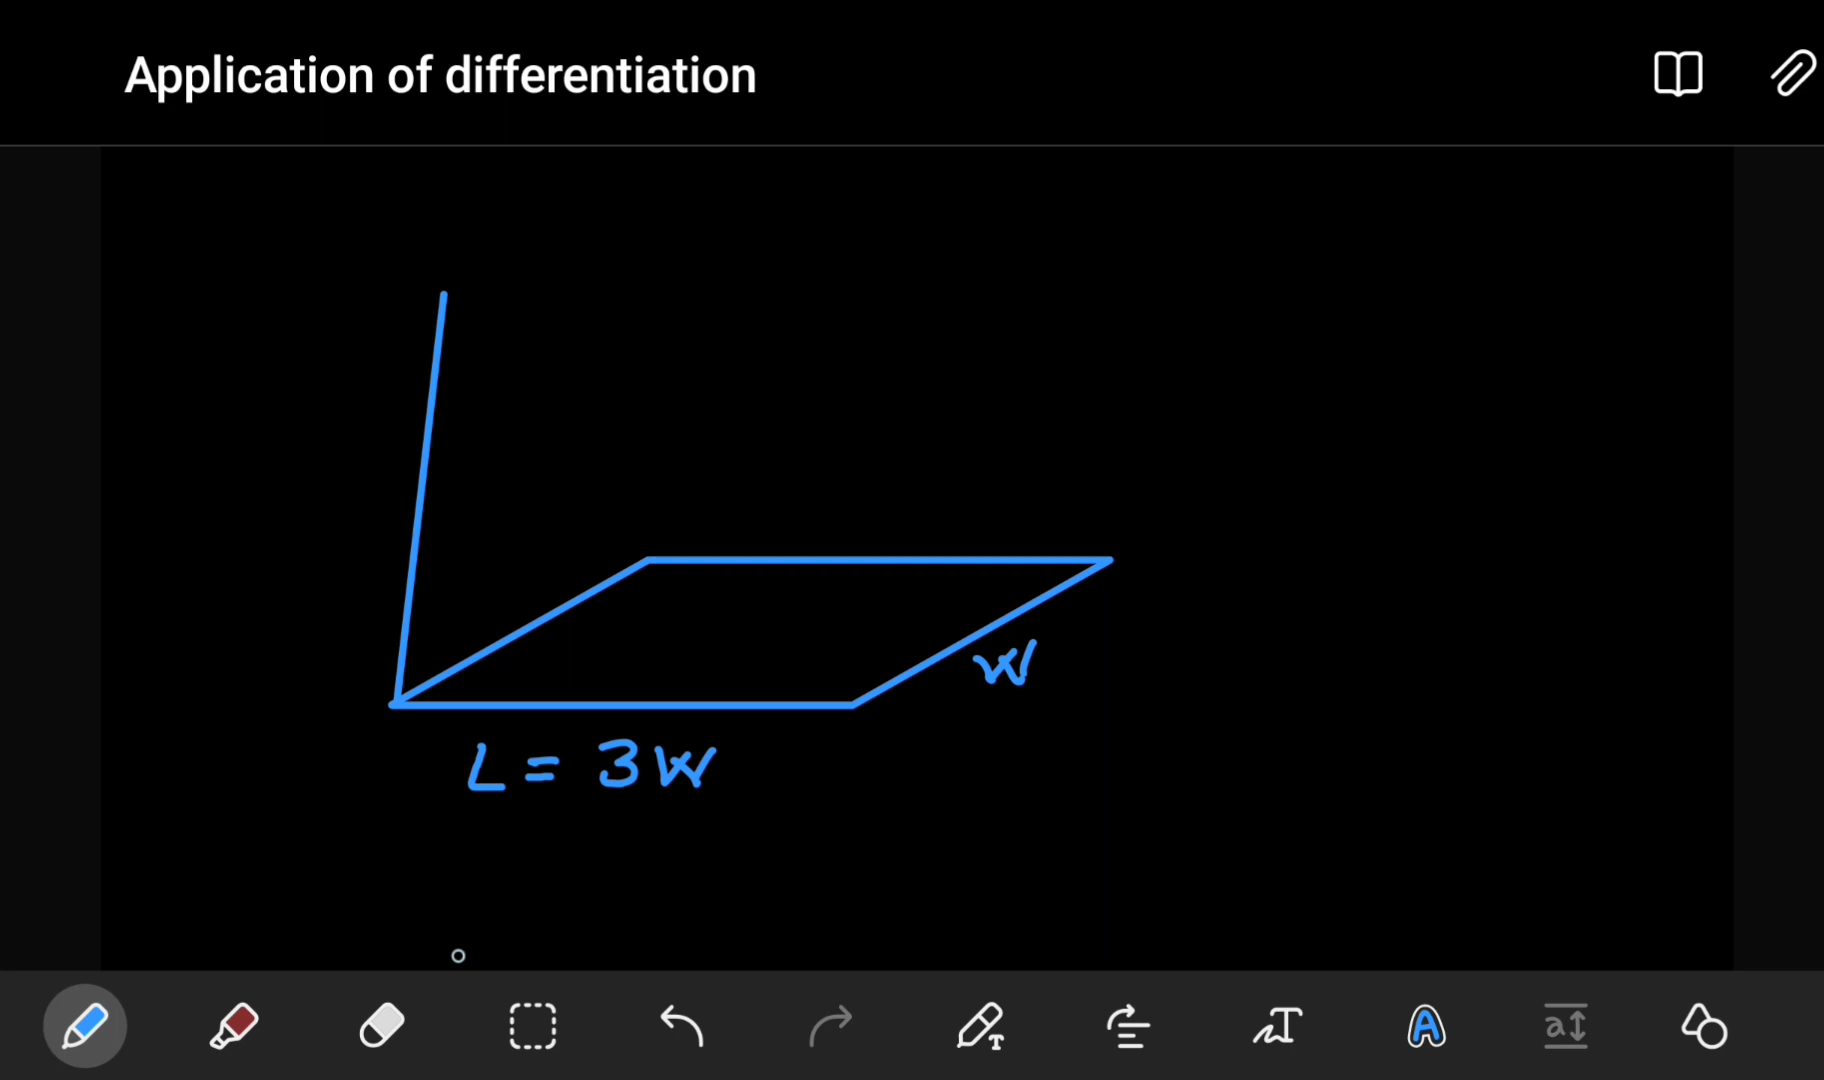 Application of differentiation
W
L = 3W